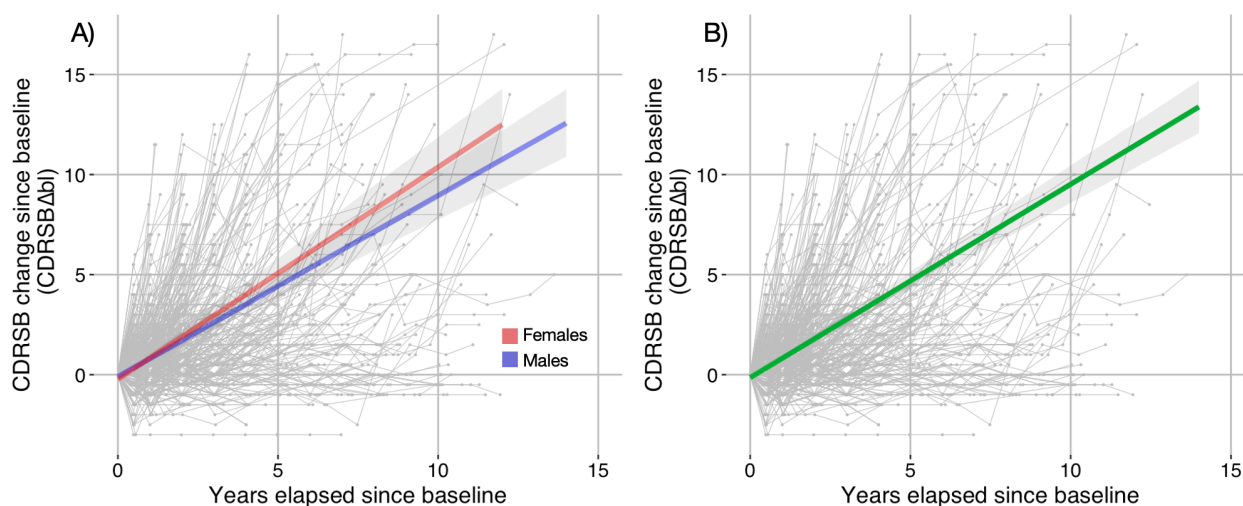 A)
CDRSB change since baseline
(CDRSBΔbl)
15
10
5
0
Females
Males
0
5
10
15
Years elapsed since baseline
B)
CDRSB change since baseline
(CDRSBΔbl)
15
10
5
0
0
5
10
15
Years elapsed since baseline